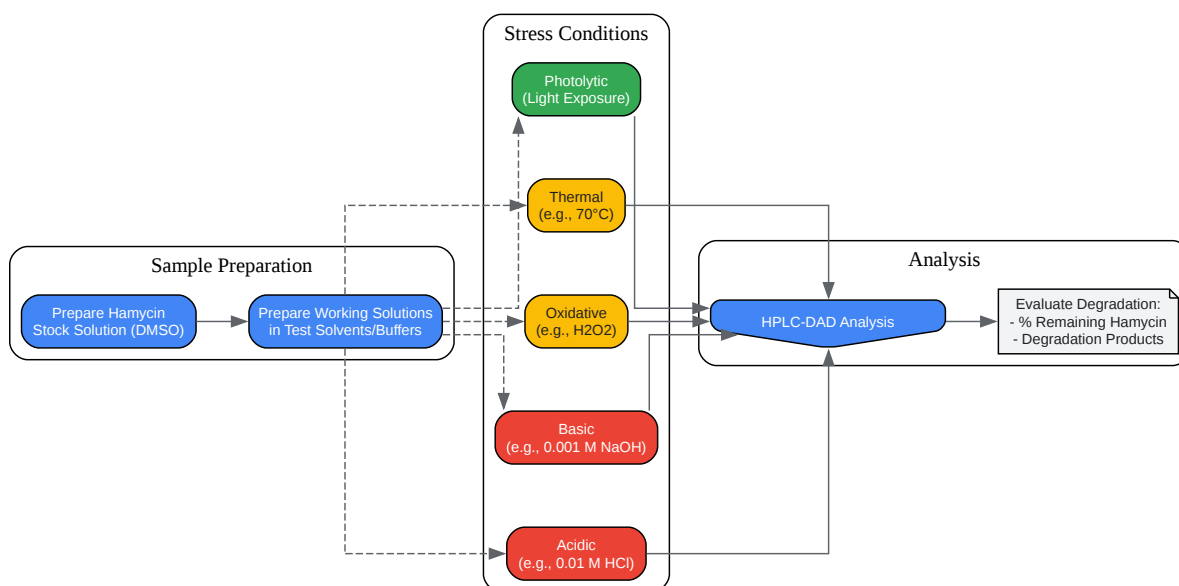 Stress Conditions
Photolytic
(Light Exposure)
Thermal
(e.g., 70°C)
Sample Preparation
Prepare Hamycin
Stock Solution (DMSO)
Prepare Working Solutions
in Test Solvents/Buffers
Oxidative
(e.g., H2O2)
Basic
(e.g., 0.001 M NaOH)
Acidic
(e.g., 0.01 M HCl)
Analysis
HPLC-DAD Analysis
Evaluate Degradation:
- % Remaining Hamycin
- Degradation Products